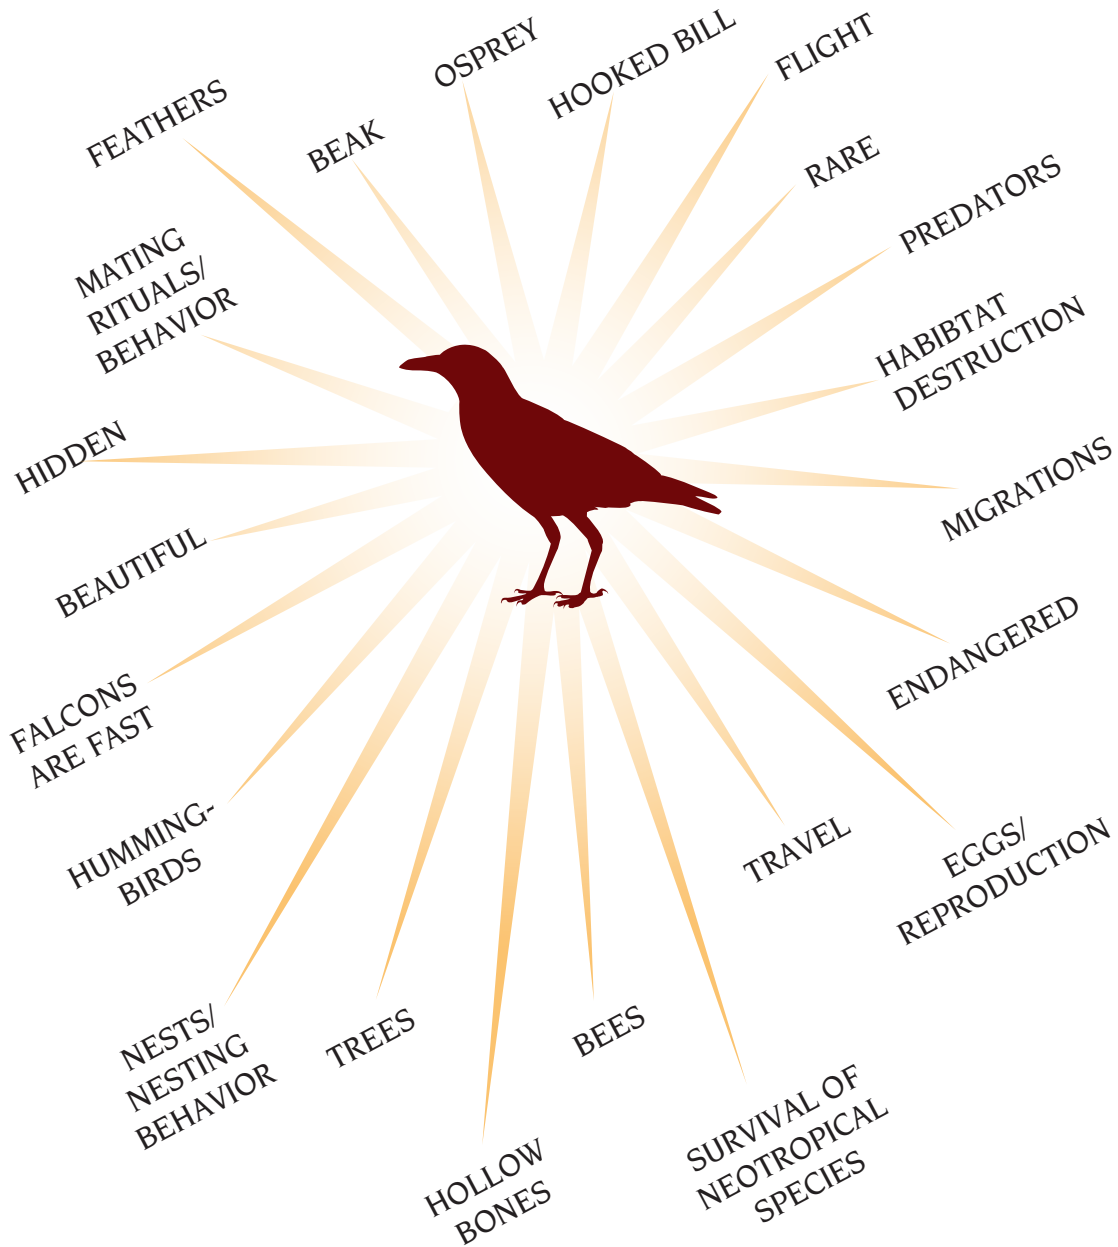 OSPREY
HOOKED BILL
FLIGHT
FEATHERS
BEAK
RARE
PREDATORS
MATING
RITUALS/
BEHAVIOR
HABIBTAT
DESTRUCTION
HIDDEN
MIGRATIONS
BEAUTIFUL
ENDANGERED
FALCONS
ARE FAST
HUMMING-
BIRDS
TRAVEL
EGGS/
REPRODUCTION
NESTS/
NESTING
BEHAVIOR
TREES
BEES
HOLLOW
BONES
SURVIVAL OF
NEOTROPICAL
SPECIES